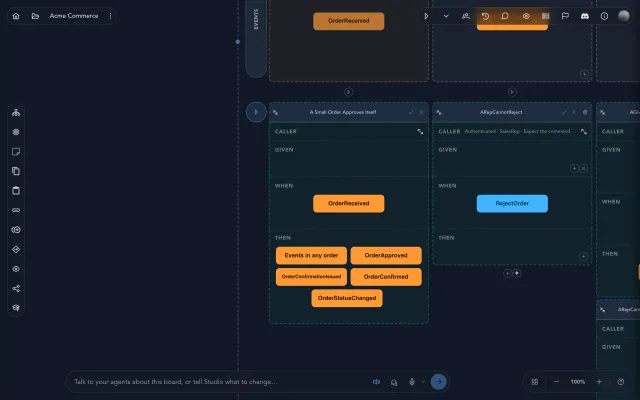 Acme Commerce
EVENTS
OrderReceived
A Small Order Approves Itself
CALLER
GIVEN
WHEN
OrderReceived
THEN
Events in any order
OrderApproved
OrderConfirmationIssued
OrderConfirmed
OrderStatusChanged
ARepCannotReject
CALLER
Authenticated · SalesRep · Expect the command ...
GIVEN
WHEN
RejectOrder
THEN
CALLER
GIVEN
WHEN
THEN
CALLER
GIVEN
Talk to your agents about this board, or tell Studio what to change...
100%